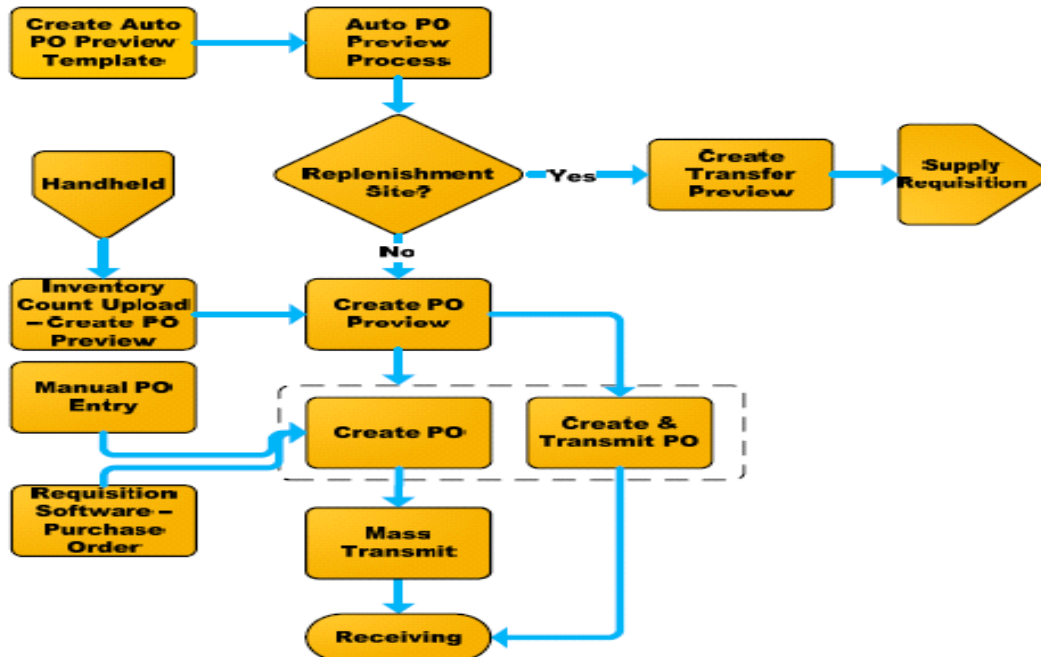 Create Auto
PO Preview
Template
Auto PO
Preview
Process
Handheld
Replenishment
Site?
Yes
Create
Transfer
Preview
Supply
Requisition
No
Inventory
Count Upload
– Create PO
Preview
Create PO
Preview
Manual PO
Entry
Create PO
Create &
Transmit PO
Requisition
Software –
Purchase
Order
Mass
Transmit
Receiving